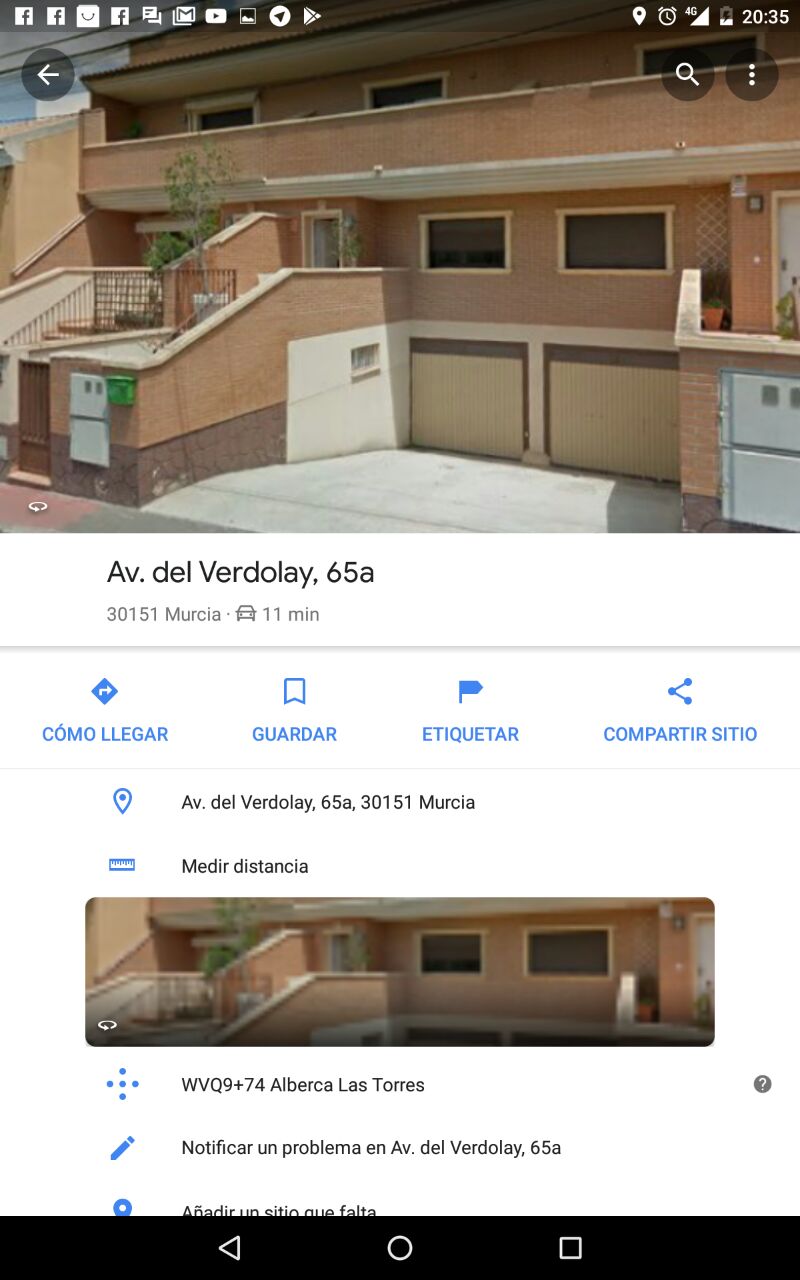 4G 20:35
Av. del Verdolay, 65a
30151 Murcia · 11 min
CÓMO LLEGAR GUARDAR ETIQUETAR COMPARTIR SITIO
Av. del Verdolay, 65a, 30151 Murcia
Medir distancia
WVQ9+74 Alberca Las Torres
Notificar un problema en Av. del Verdolay, 65a
Añadir un sitio que falta